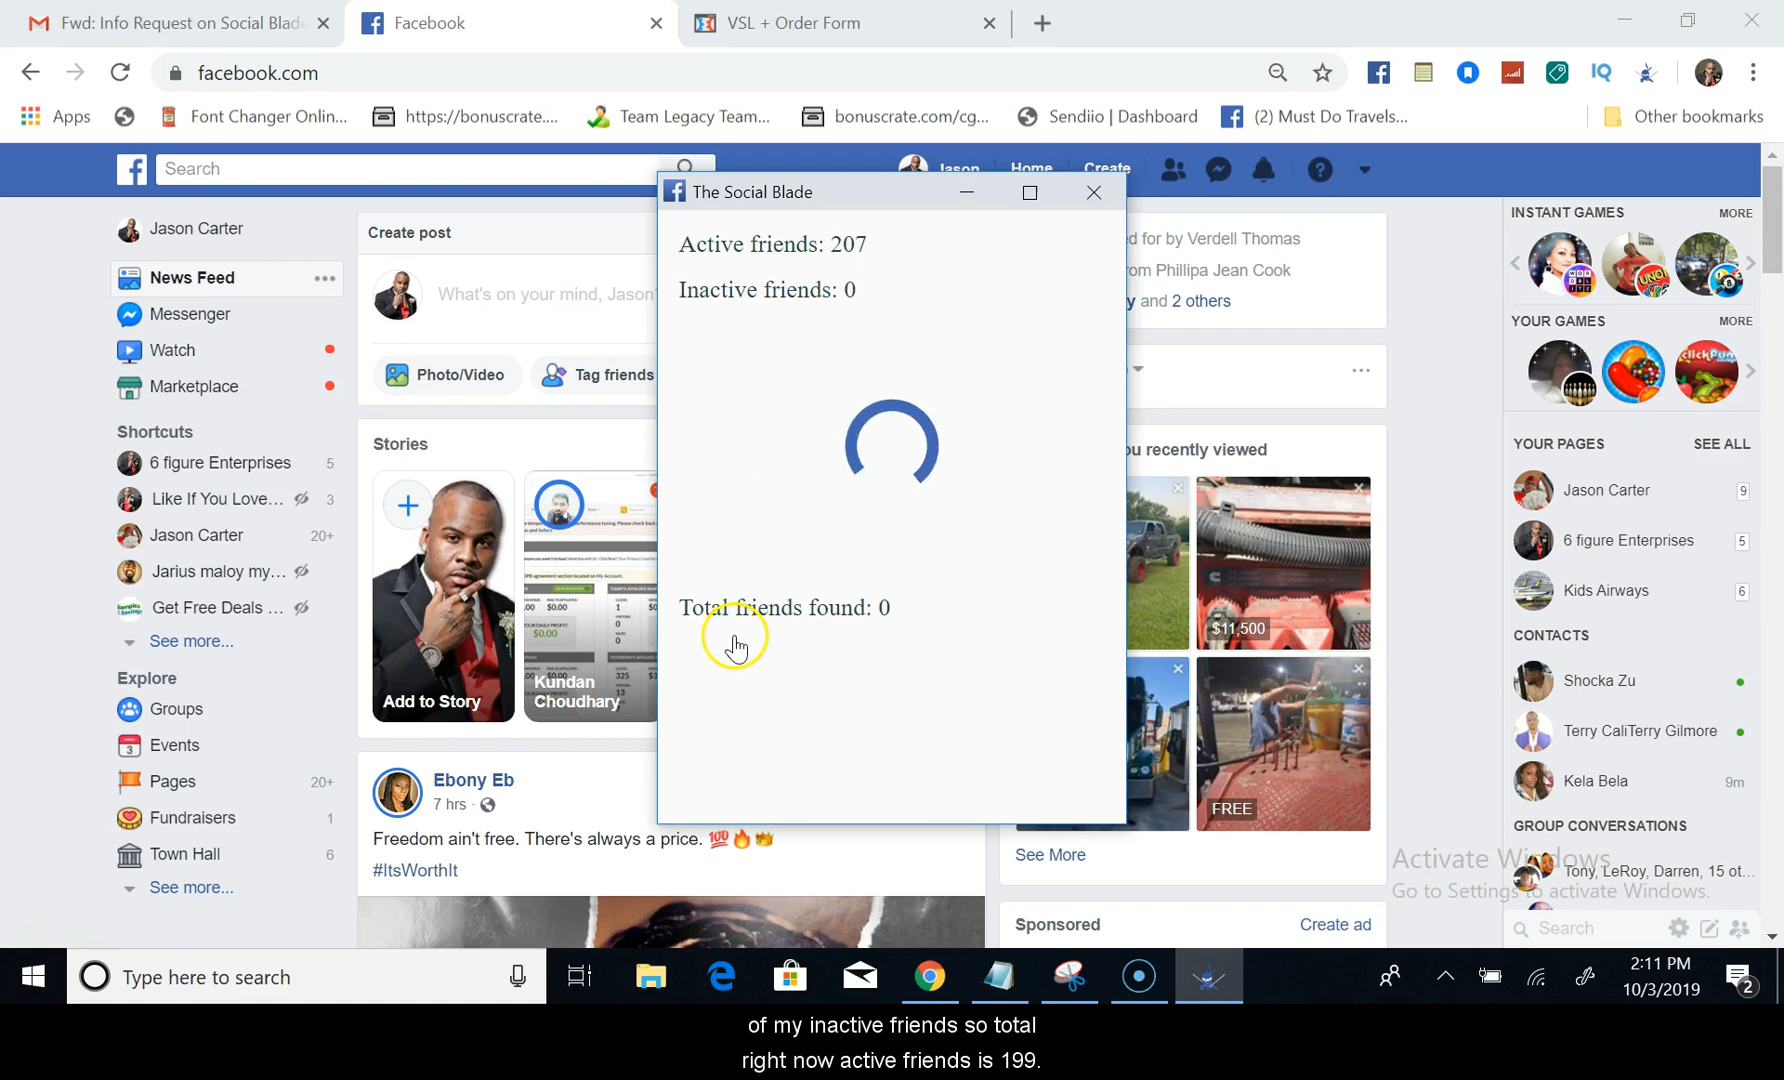 Fwd: Info Request on Social Blade
Facebook
VSL + Order Form
facebook.com
Apps
Font Changer Onlin...
https://bonuscrate....
Team Legacy Team...
bonuscrate.com/cg...
Sendiio | Dashboard
(2) Must Do Travels...
Other bookmarks
Search
Jason
Home
Create
The Social Blade
Active friends: 207
Inactive friends: 0
Total friends found: 0
Jason Carter
News Feed
Messenger
Watch
Marketplace
Shortcuts
6 figure Enterprises 5
Like If You Love... 3
Jason Carter 20+
Jarius maloy my...
Get Free Deals ...
See more...
Explore
Groups
Events
Pages 20+
Fundraisers 1
Town Hall 6
See more...
Create post
What's on your mind, Jason
Photo/Video
Tag friends
Stories
Add to Story
Kundan
Choudhary
Ebony Eb
7 hrs ·
Freedom ain't free. There's always a price. 💯🔥👑
#ItsWorthIt
ed for by Verdell Thomas
om Phillipa Jean Cook
y and 2 others
ou recently viewed
$11,500
FREE
See More
Sponsored
Create ad
INSTANT GAMES MORE
YOUR GAMES MORE
YOUR PAGES SEE ALL
Jason Carter 9
6 figure Enterprises 5
Kids Airways 6
CONTACTS
Shocka Zu
Terry CaliTerry Gilmore
Kela Bela 9m
GROUP CONVERSATIONS
Tony, LeRoy, Darren, 15 ot...
Search
Activate Windows
Go to Settings to activate Windows.
Type here to search
2:11 PM
10/3/2019
2
of my inactive friends so total
right now active friends is 199.